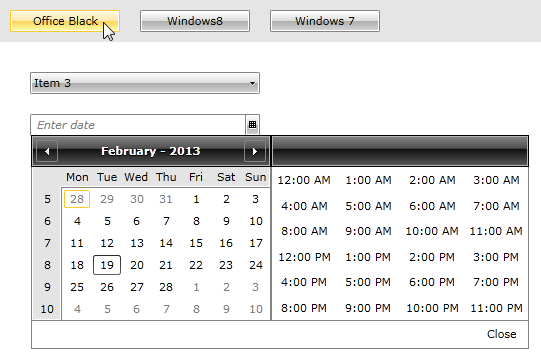 Office Black Windows8 Windows 7
Item 3
Enter date
February - 2013
Mon Tue Wed Thu Fri Sat Sun
5 28 29 30 31 1 2 3
6 4 5 6 7 8 9 10
7 11 12 13 14 15 16 17
8 18 19 20 21 22 23 24
9 25 26 27 28 1 2 3
10 4 5 6 7 8 9 10
12:00 AM 1:00 AM 2:00 AM 3:00 AM
4:00 AM 5:00 AM 6:00 AM 7:00 AM
8:00 AM 9:00 AM 10:00 AM 11:00 AM
12:00 PM 1:00 PM 2:00 PM 3:00 PM
4:00 PM 5:00 PM 6:00 PM 7:00 PM
8:00 PM 9:00 PM 10:00 PM 11:00 PM
Close